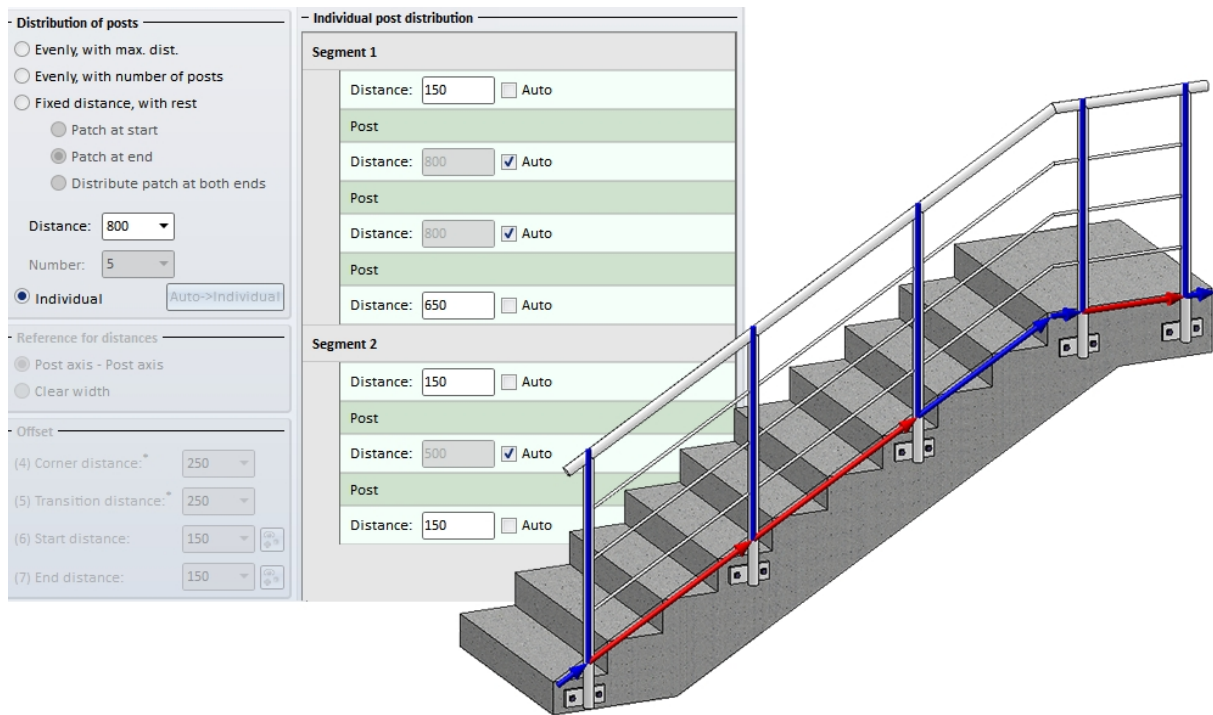 Distribution of posts
Evenly, with max. dist.
Evenly, with number of posts
Fixed distance, with rest
Patch at start
Patch at end
Distribute patch at both ends
Distance: 800
Number: 5
Individual Auto->Individual
Reference for distances
Post axis - Post axis
Clear width
Offset
(4) Corner distance:* 250
(5) Transition distance:* 250
(6) Start distance: 150
(7) End distance: 150
Individual post distribution
Segment 1
Distance: 150 Auto
Post
Distance: 800 Auto
Post
Distance: 800 Auto
Post
Distance: 650 Auto
Segment 2
Distance: 150 Auto
Post
Distance: 500 Auto
Post
Distance: 150 Auto